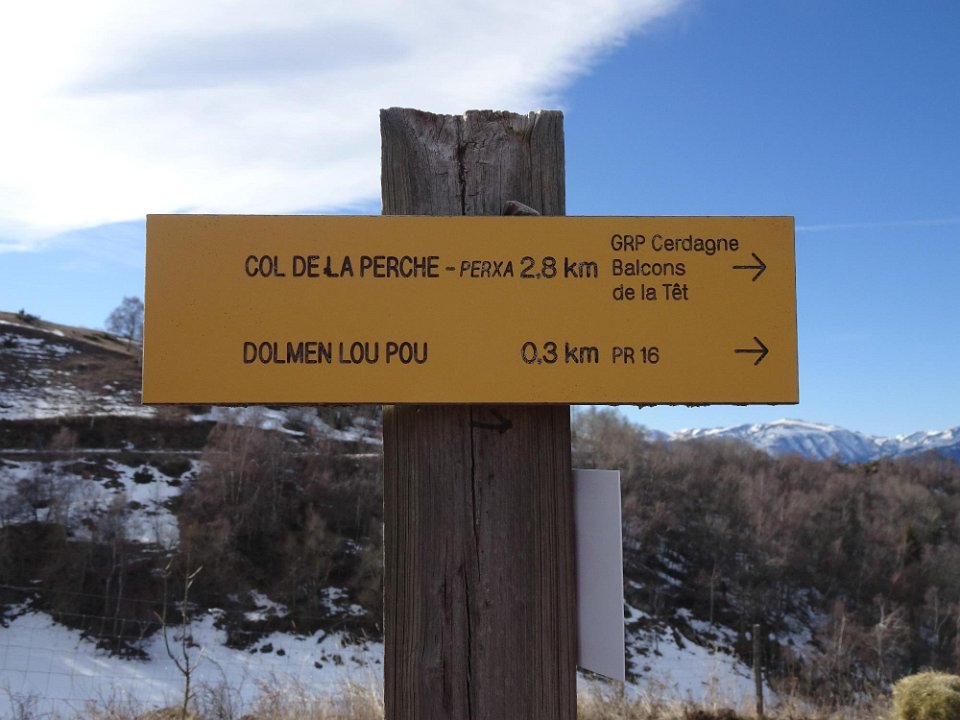 COL DE LA PERCHE - PERXA 2,8 km GRP Cerdagne
Balcons
de la Têt →
DOLMEN LOU POU 0,3 km PR 16 →